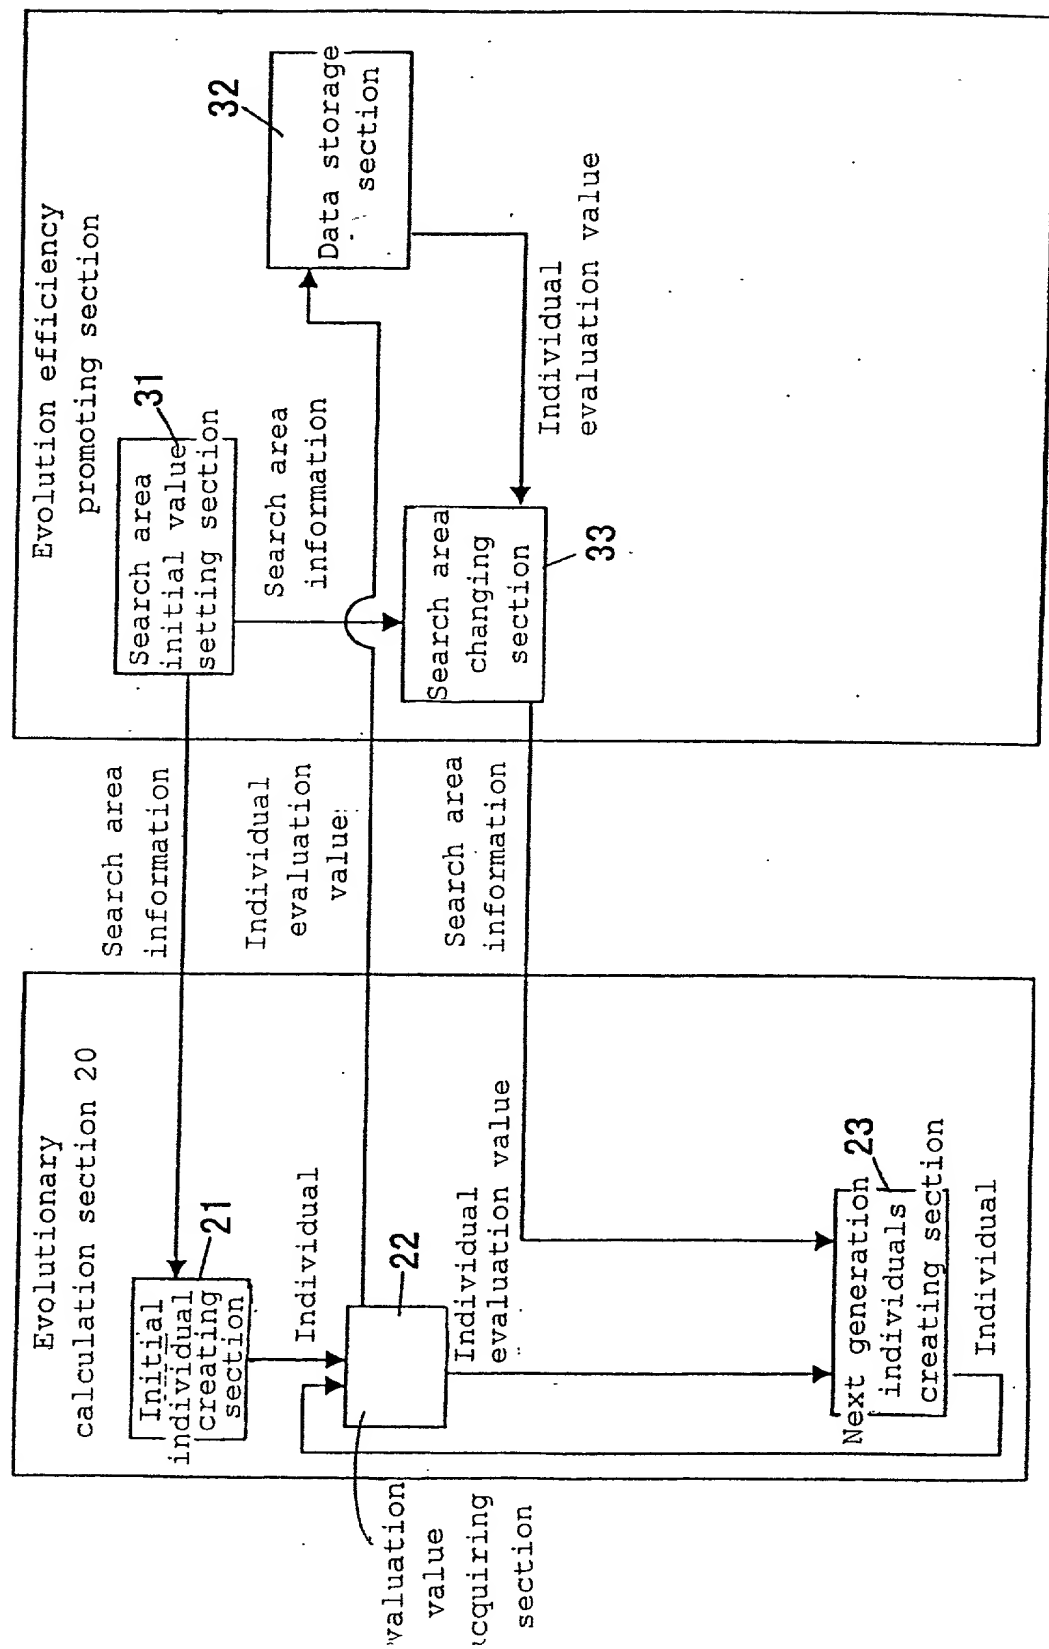 Evolutionary
calculation section 20
Initial
individual
creating
section
21
Individual
22
valuation
value
cquiring
section
Individual
evaluation value
Next generation
individuals
creating section
23
Individual
Search area
information
Individual
evaluation
value
Search area
information
Evolution efficiency
promoting section
Search area
initial value
setting section
31
Search area
information
Data storage
section
32
Individual
evaluation value
Search area
changing
section
33